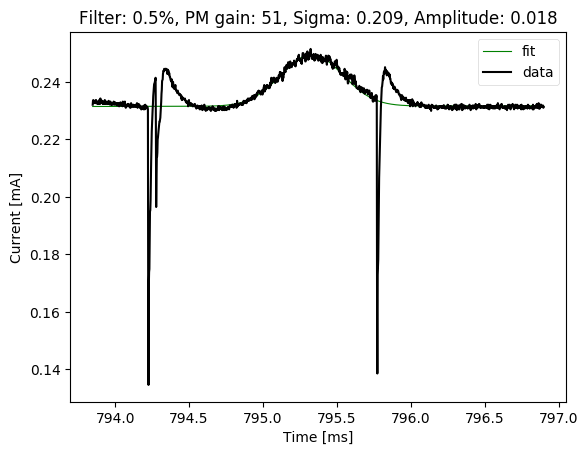 Filter: 0.5%, PM gain: 51, Sigma: 0.209, Amplitude: 0.018
fit
data
0.24
0.22
0.20
0.18
0.16
0.14
Current [mA]
794.0 794.5 795.0 795.5 796.0 796.5 797.0
Time [ms]